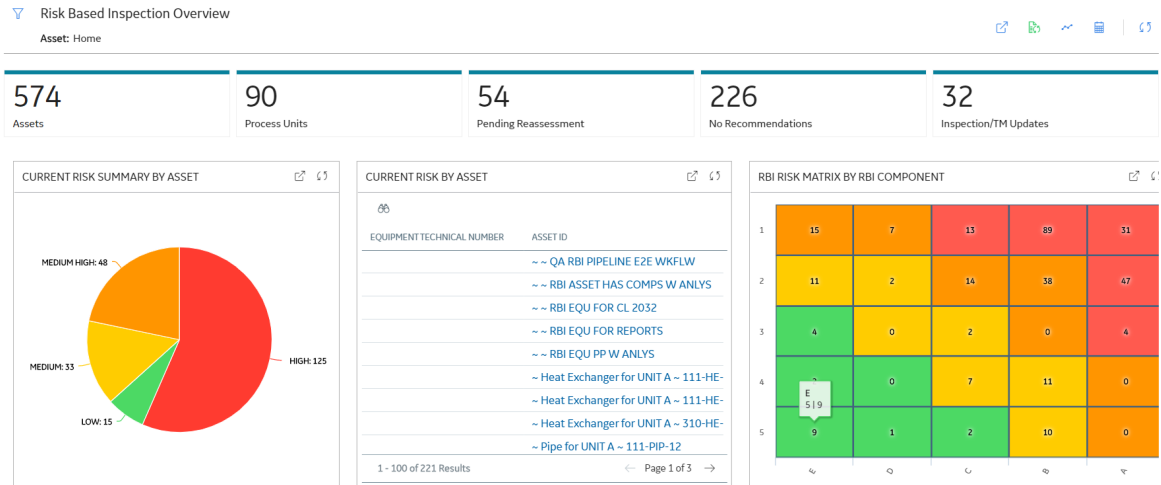 Risk Based Inspection Overview
Asset: Home
574
Assets
90
Process Units
54
Pending Reassessment
226
No Recommendations
32
Inspection/TM Updates
CURRENT RISK SUMMARY BY ASSET
MEDIUM HIGH: 48
MEDIUM: 33
LOW: 15
HIGH: 125
CURRENT RISK BY ASSET
EQUIPMENT TECHNICAL NUMBER ASSET ID
~ ~ QA RBI PIPELINE E2E WKFLW
~ ~ RBI ASSET HAS COMPS W ANLYS
~ ~ RBI EQU FOR CL 2032
~ ~ RBI EQU FOR REPORTS
~ ~ RBI EQU PP W ANLYS
~ Heat Exchanger for UNIT A ~ 111-HE-
~ Heat Exchanger for UNIT A ~ 111-HE-
~ Heat Exchanger for UNIT A ~ 310-HE-
~ Pipe for UNIT A ~ 111-PIP-12
1 - 100 of 221 Results Page 1 of 3
RBI RISK MATRIX BY RBI COMPONENT
1 15 7 13 89 31
2 11 2 14 38 47
3 4 0 2 0 4
4 0 7 11 0
E
5 | 9
5 9 1 2 10 0
E D C B A